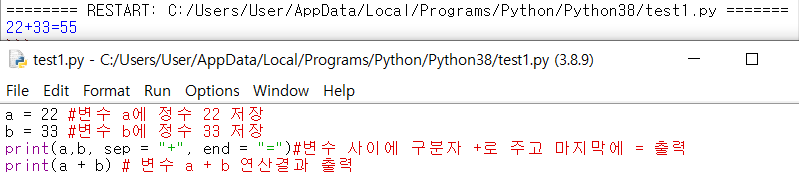 ======== RESTART: C:/Users/User/AppData/Local/Programs/Python/Python38/test1.py =======
22+33=55
test1.py - C:/Users/User/AppData/Local/Programs/Python/Python38/test1.py (3.8.9)
File Edit Format Run Options Window Help
a = 22 #변수 a에 정수 22 저장
b = 33 #변수 b에 정수 33 저장
print(a,b, sep = "+", end = "=")#변수 사이에 구분자 +로 주고 마지막에 = 출력
print(a + b) # 변수 a + b 연산결과 출력